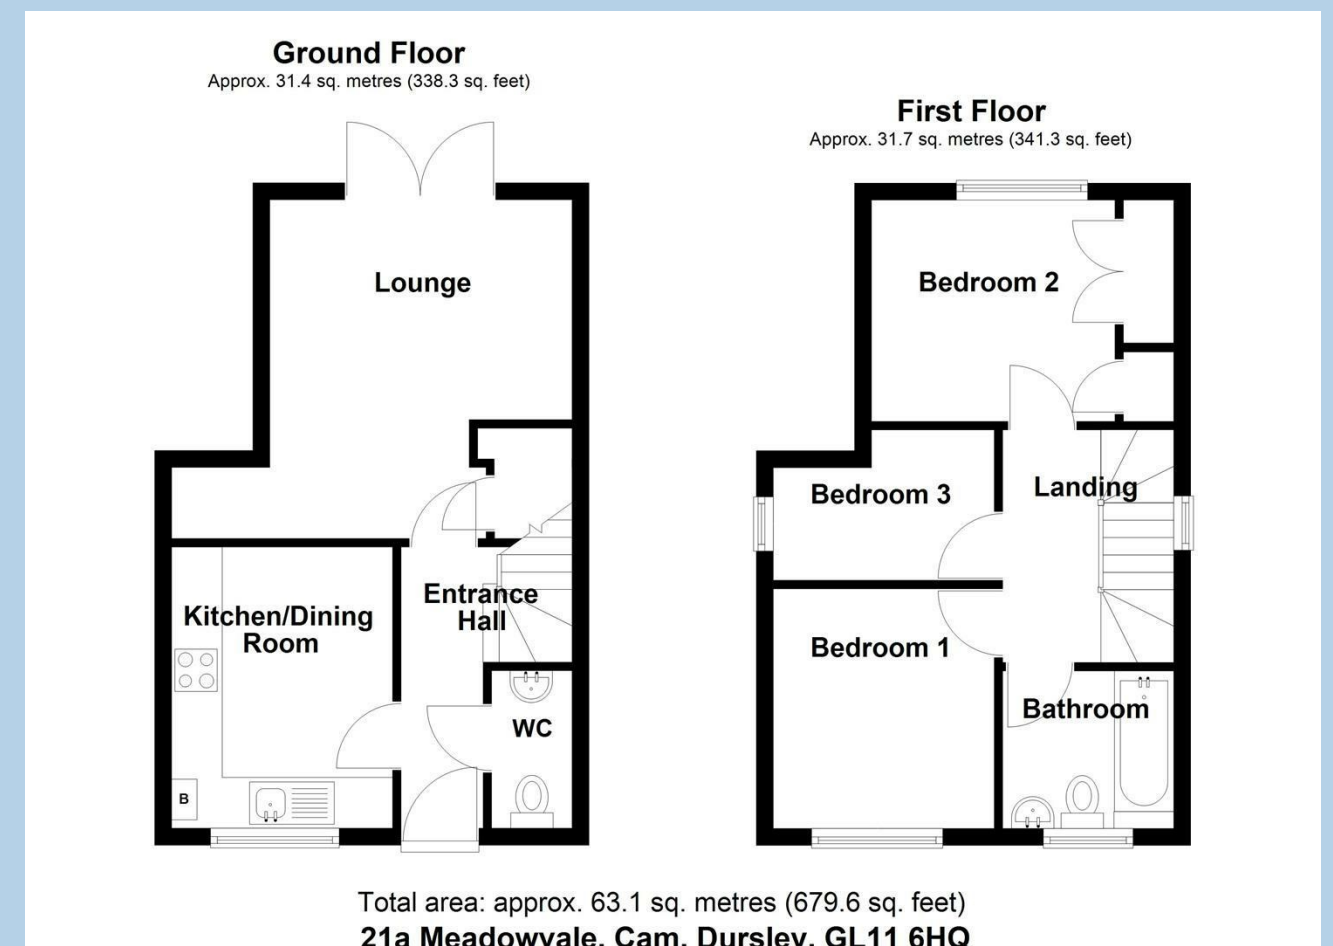 Ground Floor
Approx. 31.4 sq. metres (338.3 sq. feet)
Lounge
Kitchen/Dining
Room
Entrance
Hall
WC
B
First Floor
Approx. 31.7 sq. metres (341.3 sq. feet)
Bedroom 2
Bedroom 3
Landing
Bedroom 1
Bathroom
Total area: approx. 63.1 sq. metres (679.6 sq. feet)
21a Meadowvale, Cam, Dursley, GL11 6HQ